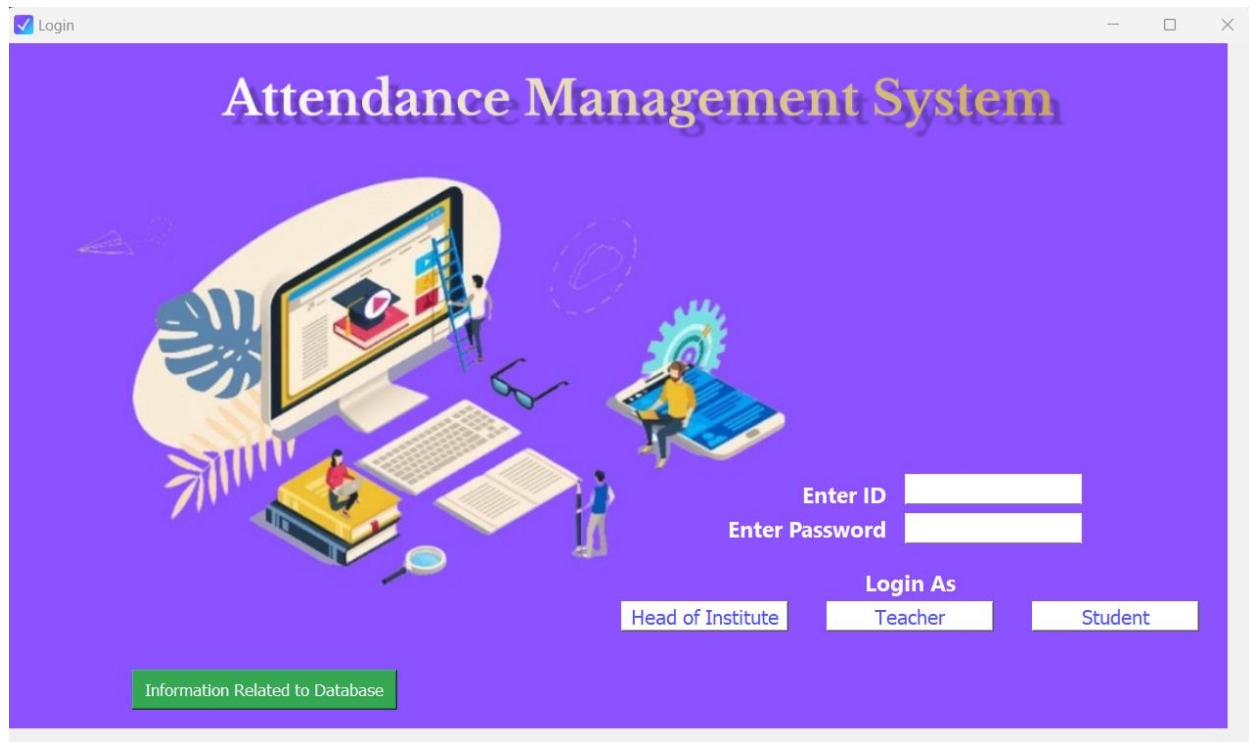 Login
Attendance Management System
Enter ID
Enter Password
Login As
Head of Institute
Teacher
Student
Information Related to Database